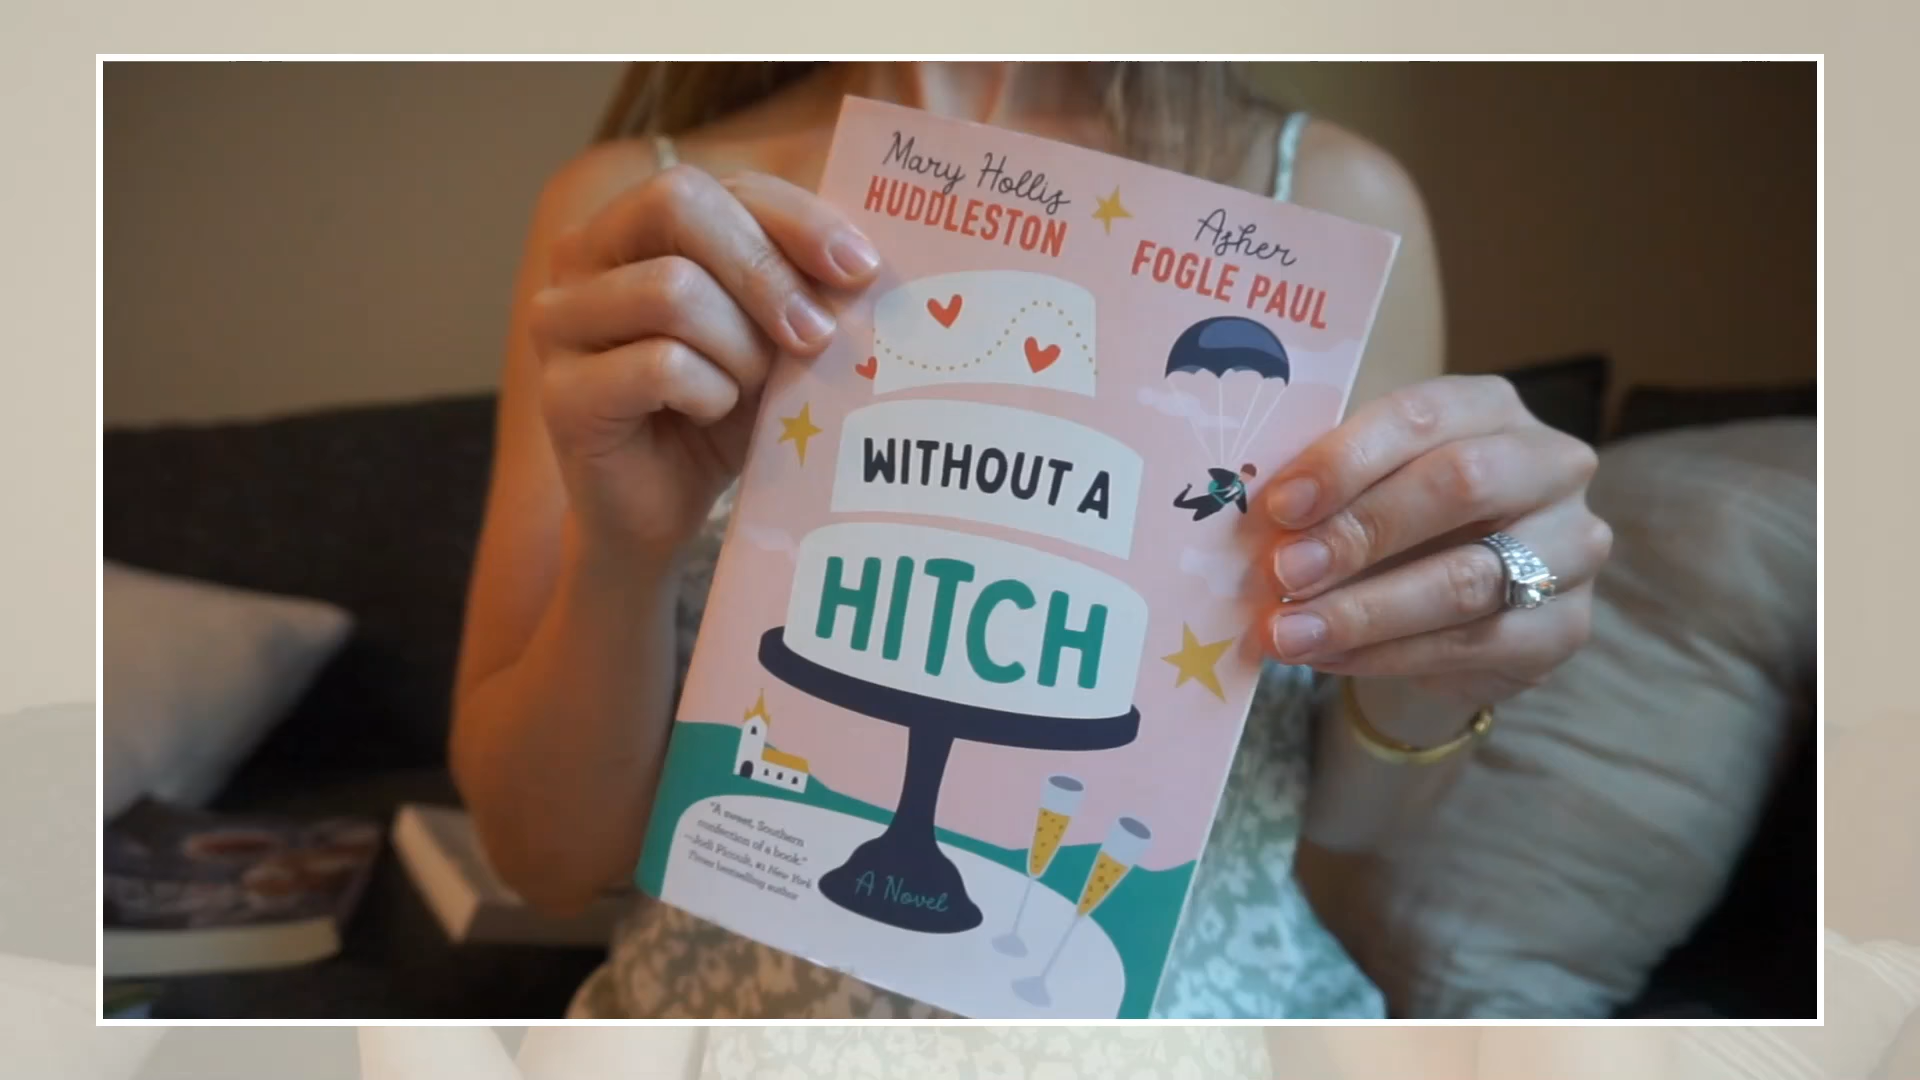 Mary Hollis
HUDDLESTON
Asher
FOGLE PAUL
WITHOUT A
HITCH
"A sweet, Southern
confection of a book."
—Jodi Picoult, #1 New York
Times bestselling author
A Novel